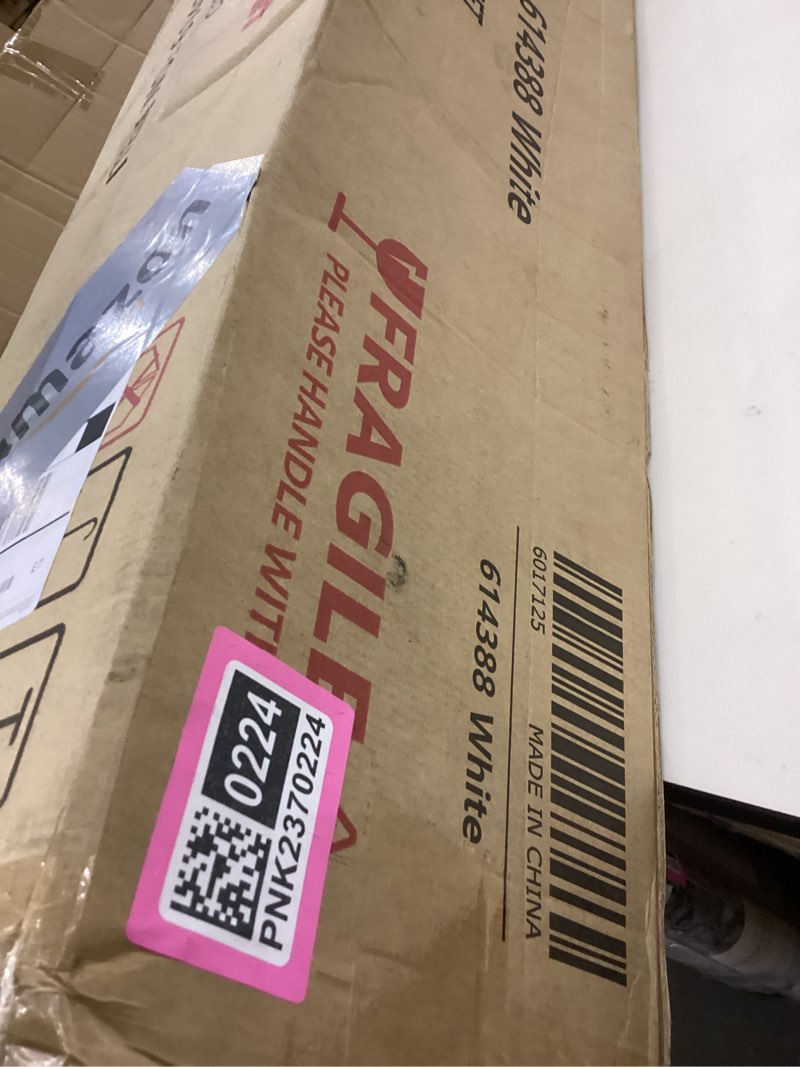 614388 White
FRAGILE
PLEASE HANDLE WITH
614388 White
6017125 MADE IN CHINA
0224
PNK2370224